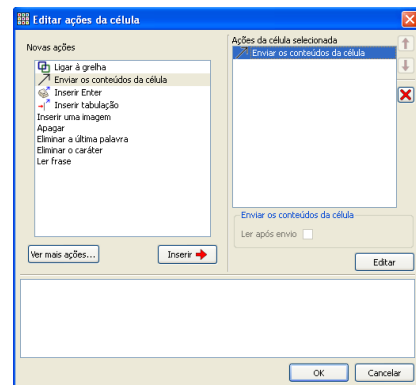 Editar ações da célula
Novas ações
Ligar à grelha
Enviar os conteúdos da célula
Inserir Enter
Inserir tabulação
Inserir uma imagem
Apagar
Eliminar a última palavra
Eliminar o caráter
Ler frase
Ver mais ações...
Inserir
Ações da célula selecionada
Enviar os conteúdos da célula
Enviar os conteúdos da célula
Ler após envio
Editar
OK
Cancelar